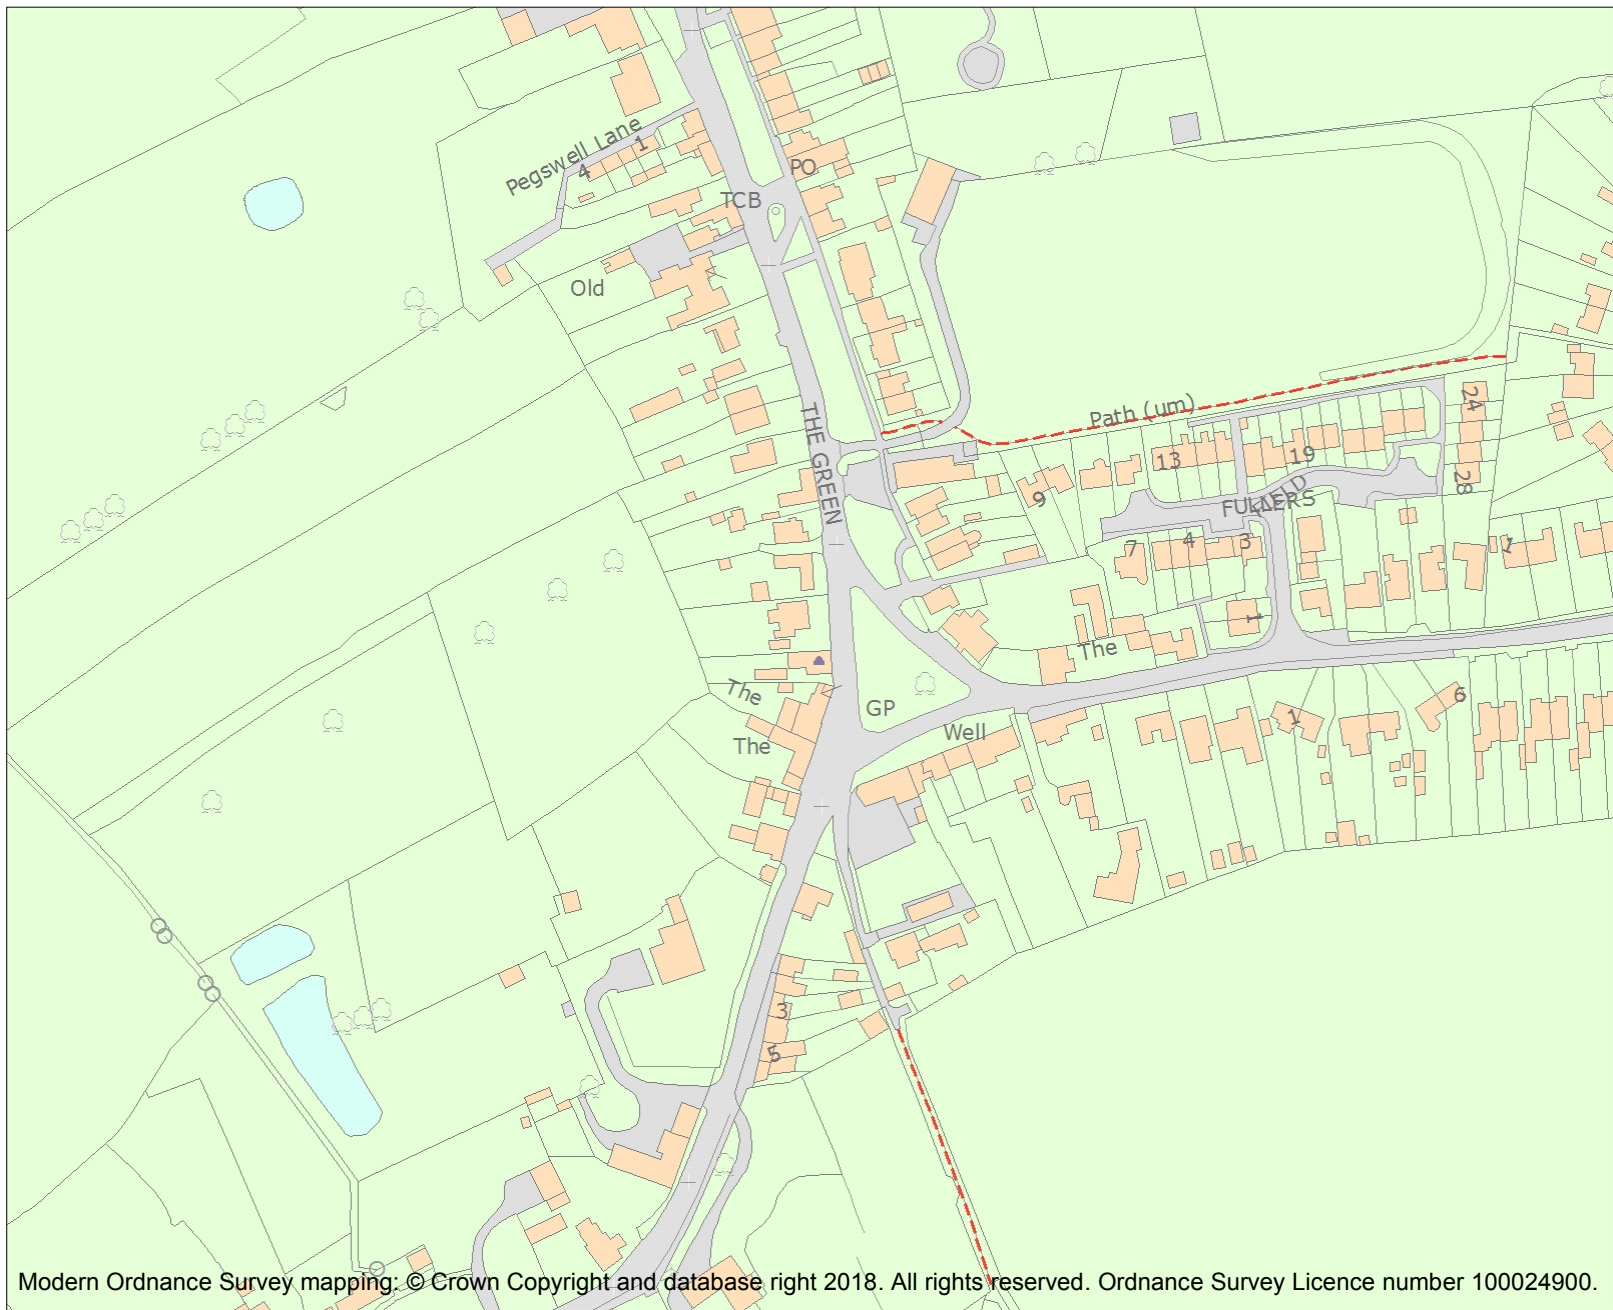 Pegswell Lane
1
4
PO
TCB
Old
THE GREEN
Path (um)
24
13
19
9
28
FULLERS
FIELD
7
4
3
1
1
The
The
The
GP
Well
1
6
3
5
Modern Ordnance Survey mapping: © Crown Copyright and database right 2018. All rights reserved. Ordnance Survey Licence number 100024900.